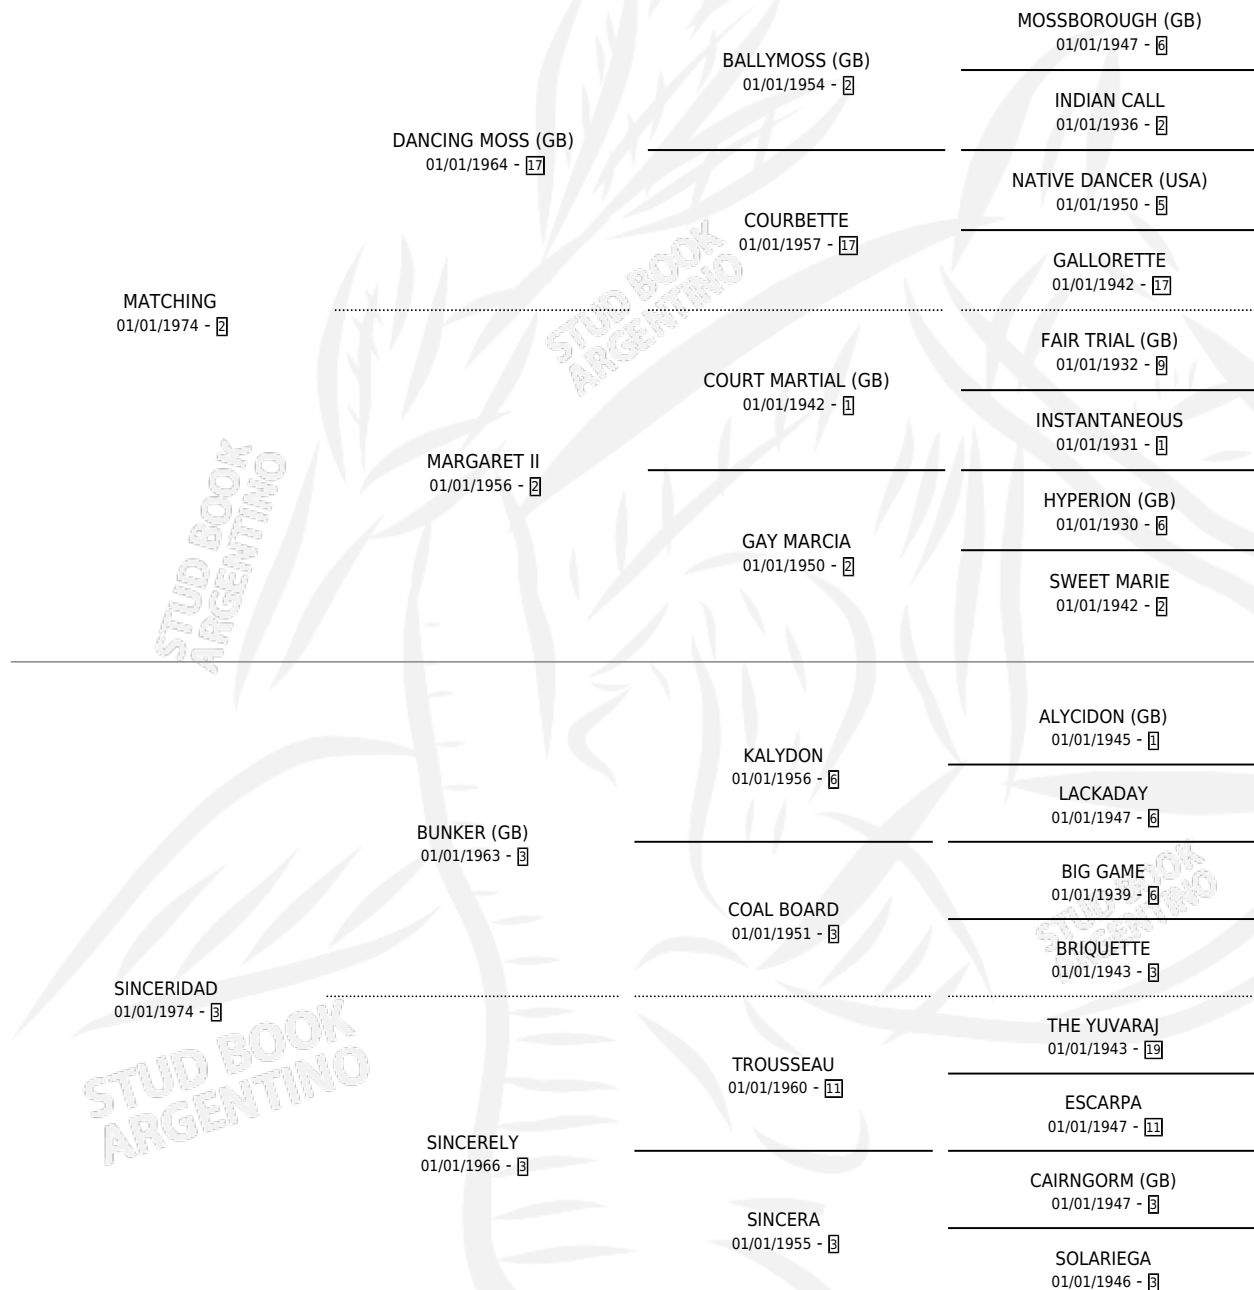 MOSSBOROUGH (GB)
01/01/1947 - 6
BALLYMOSS (GB)
01/01/1954 - 2
INDIAN CALL
01/01/1936 - 2
DANCING MOSS (GB)
01/01/1964 - 17
NATIVE DANCER (USA)
01/01/1950 - 5
COURBETTE
01/01/1957 - 17
GALLORETTE
01/01/1942 - 17
MATCHING
01/01/1974 - 2
FAIR TRIAL (GB)
01/01/1932 - 9
COURT MARTIAL (GB)
01/01/1942 - 1
INSTANTANEOUS
01/01/1931 - 1
MARGARET II
01/01/1956 - 2
HYPERION (GB)
01/01/1930 - 6
GAY MARCIA
01/01/1950 - 2
SWEET MARIE
01/01/1942 - 2
STUD BOOK
ARGENTINO
STUD BOOK
ARGENTINO
ALYCIDON (GB)
01/01/1945 - 1
KALYDON
01/01/1956 - 6
LACKADAY
01/01/1947 - 6
BUNKER (GB)
01/01/1963 - 3
BIG GAME
01/01/1939 - 6
COAL BOARD
01/01/1951 - 3
BRIQUETTE
01/01/1943 - 3
SINCERIDAD
01/01/1974 - 3
THE YUVARAJ
01/01/1943 - 19
TROUSSEAU
01/01/1960 - 11
ESCARPA
01/01/1947 - 11
SINCERELY
01/01/1966 - 3
CAIRNGORM (GB)
01/01/1947 - 3
SINCERA
01/01/1955 - 3
SOLARIEGA
01/01/1946 - 3
STUD BOOK
ARGENTINO
STUD BOOK
ARGENTINO